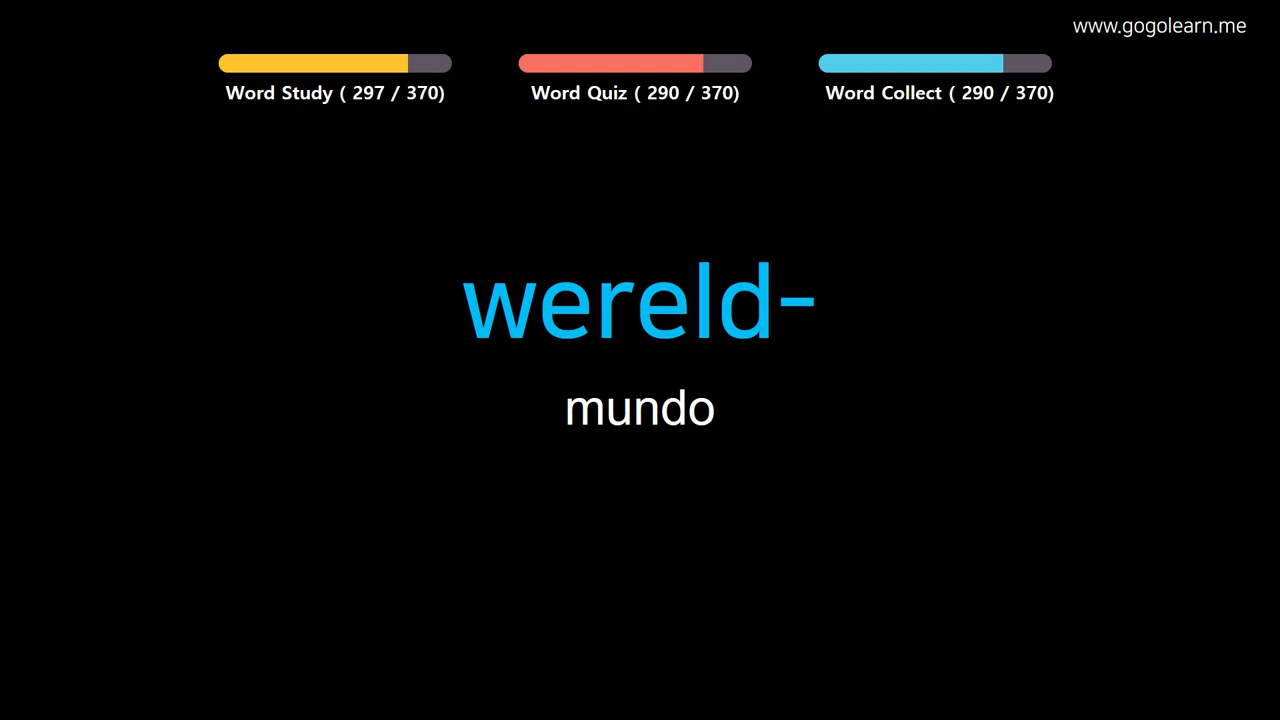 www.gogolearn.me
Word Study ( 297 / 370)
Word Quiz ( 290 / 370)
Word Collect ( 290 / 370)
wereld-
mundo